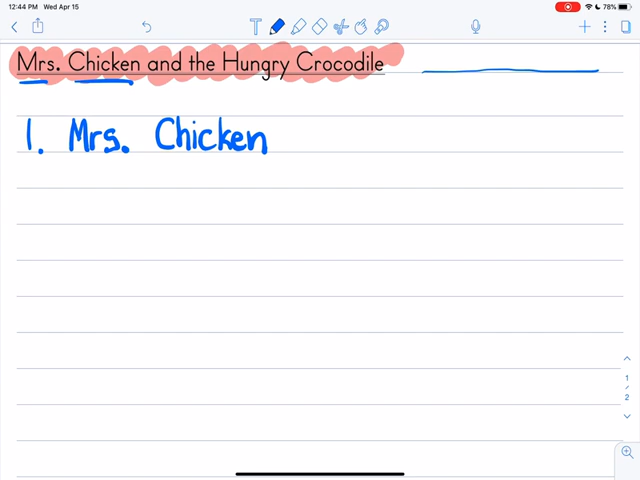 12:44 PM Wed Apr 15
78%
T
Mrs. Chicken and the Hungry Crocodile
1. Mrs. Chicken
1
/
2